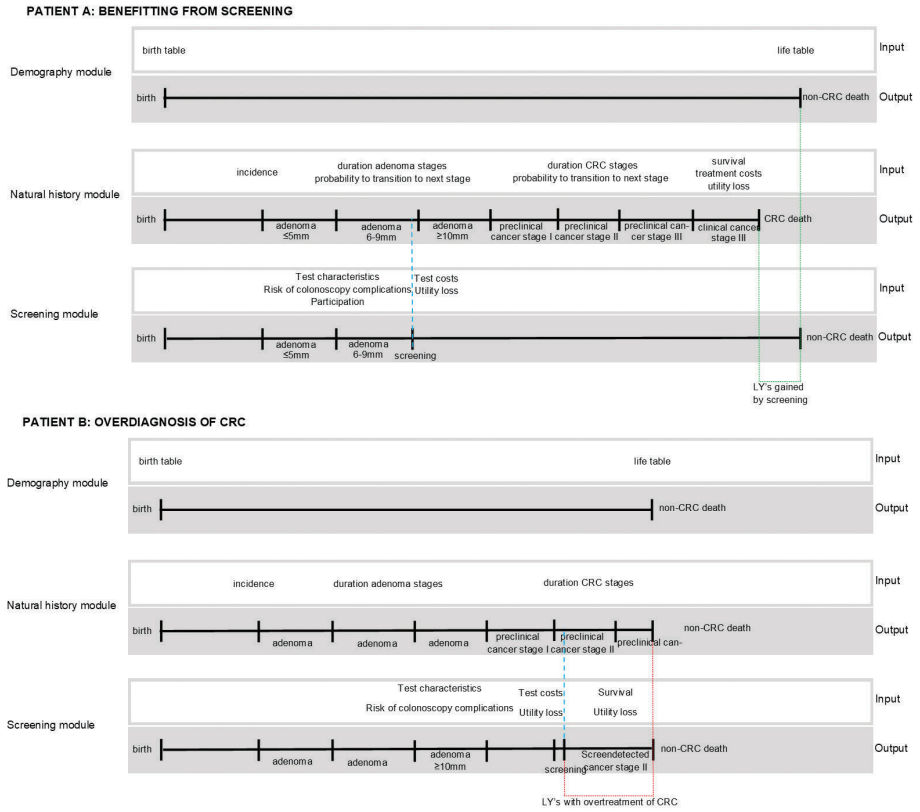 PATIENT A: BENEFITTING FROM SCREENING
birth table
life table
Input
Demography module
birth
non-CRC death
Output
incidence
duration adenoma stages
probability to transition to next stage
duration CRC stages
probability to transition to next stage
survival
treatment costs
utility loss
Input
Natural history module
birth
adenoma
≤5mm
adenoma
6-9mm
adenoma
≥10mm
preclinical
cancer stage I
preclinical
cancer stage II
preclinical can-
cer stage III
clinical cancer
stage III
CRC death
Output
Test characteristics
Risk of colonoscopy complications
Participation
Test costs
Utility loss
Input
Screening module
birth
adenoma
≤5mm
adenoma
6-9mm
screening
non-CRC death
Output
LY's gained
by screening
PATIENT B: OVERDIAGNOSIS OF CRC
birth table
life table
Input
Demography module
birth
non-CRC death
Output
incidence
duration adenoma stages
duration CRC stages
Input
Natural history module
birth
adenoma
adenoma
adenoma
preclinical
cancer stage I
preclinical
cancer stage II
preclinical can-
non-CRC death
Output
Test characteristics
Risk of colonoscopy complications
Test costs
Utility loss
Survival
Utility loss
Input
Screening module
birth
adenoma
adenoma
adenoma
≥10mm
screening
Screendetected
cancer stage II
non-CRC death
Output
LY's with overtreatment of CRC